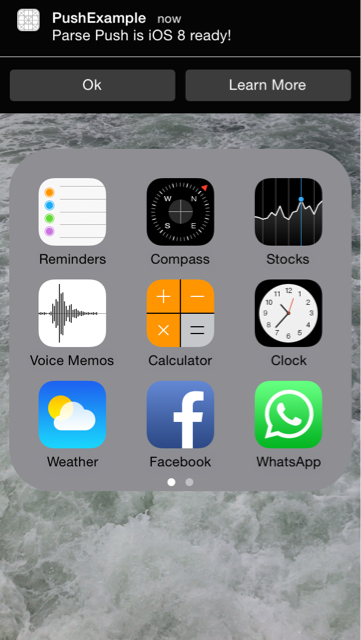 PushExample now
Parse Push is iOS 8 ready!
Ok
Learn More
Reminders
Compass
Stocks
Voice Memos
Calculator
Clock
Weather
Facebook
WhatsApp